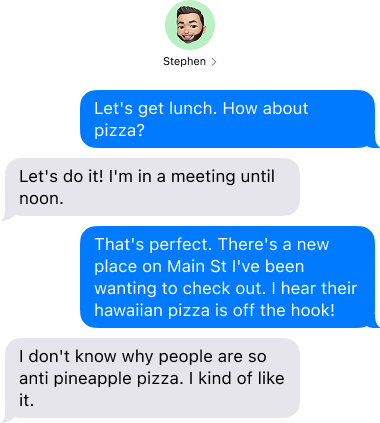 Stephen
Let's get lunch. How about
pizza?
Let's do it! I'm in a meeting until
noon.
That's perfect. There's a new
place on Main St I've been
wanting to check out. I hear their
hawaiian pizza is off the hook!
I don't know why people are so
anti pineapple pizza. I kind of like
it.